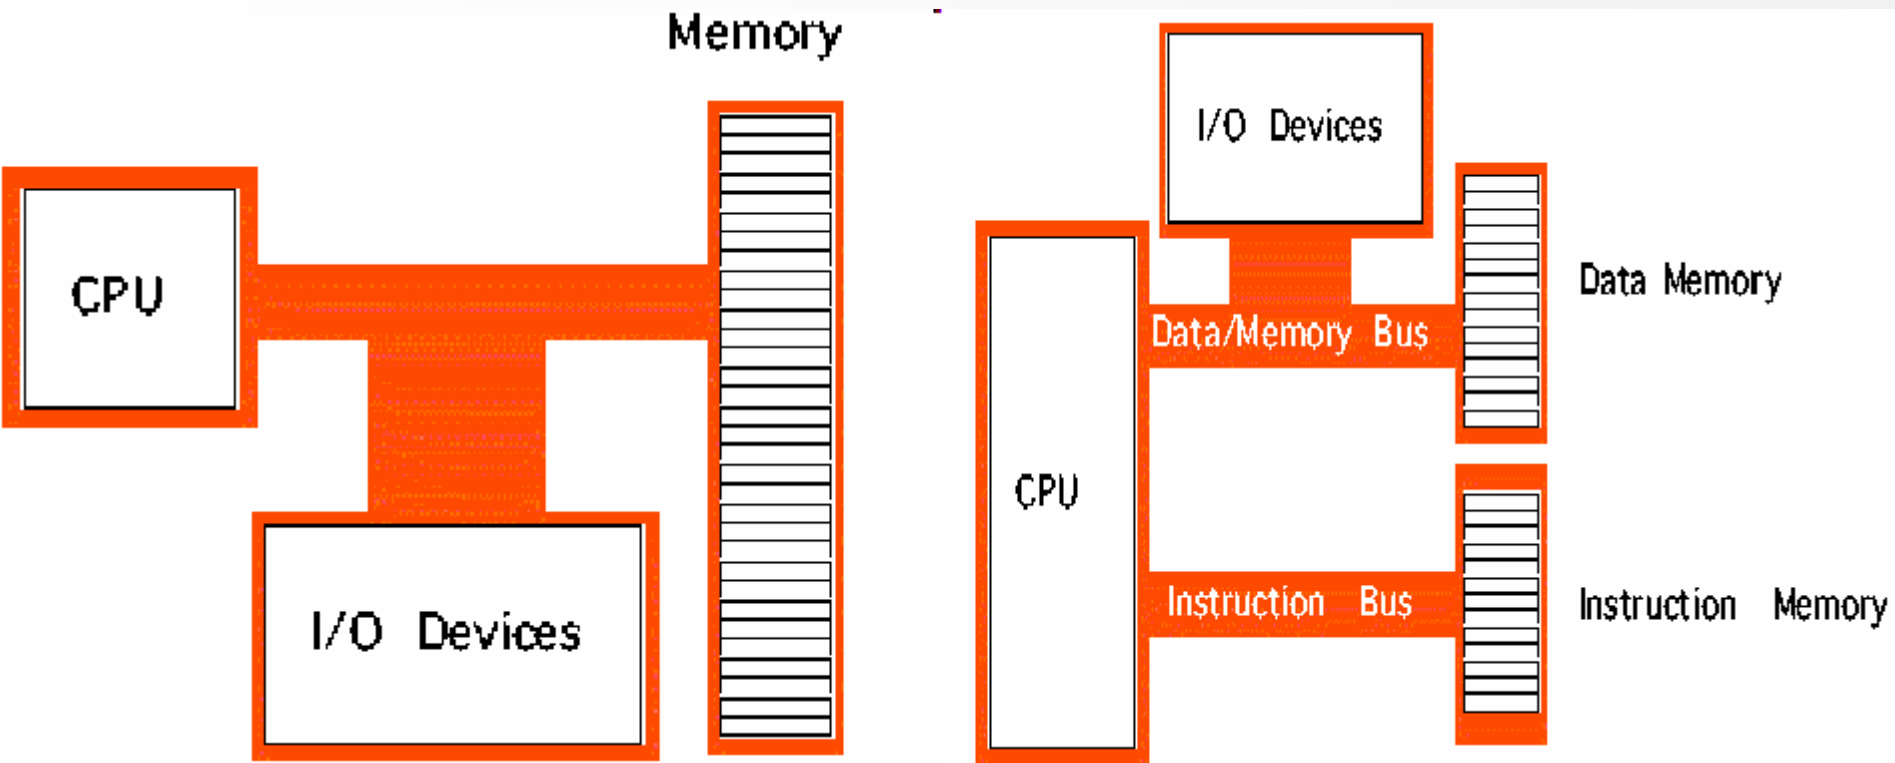 Memory
CPU
I/O Devices
I/O Devices
Data Memory
Data/Memory Bus
CPU
Instruction Bus
Instruction Memory